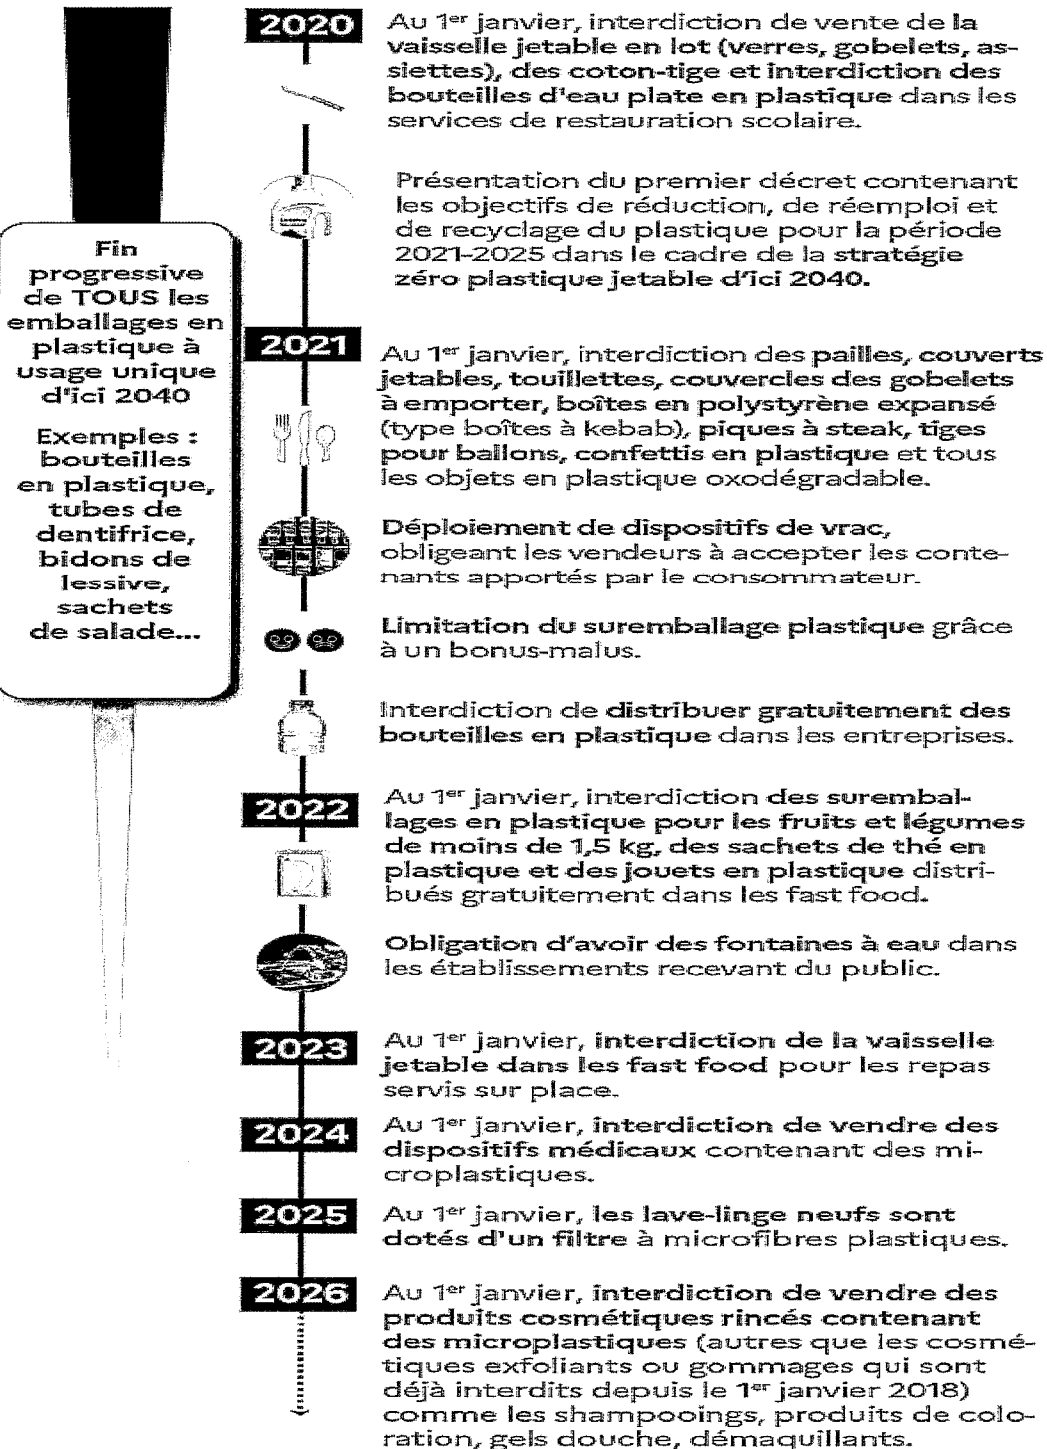 Fin
progressive
de TOUS les
emballages en
plastique à
usage unique
d'ici 2040
Exemples :
bouteilles
en plastique,
tubes de
dentifrice,
bidons de
lessive,
sachets
de salade...
2020
Au 1er janvier, interdiction de vente de la
vaisselle jetable en lot (verres, gobelets, as-
siettes), des coton-tige et interdiction des
bouteilles d'eau plate en plastique dans les
services de restauration scolaire.
Présentation du premier décret contenant
les objectifs de réduction, de réemploi et
de recyclage du plastique pour la période
2021-2025 dans le cadre de la stratégie
zéro plastique jetable d'ici 2040.
2021
Au 1er janvier, interdiction des pailles, couverts
jetables, touillettes, couvercles des gobelets
à emporter, boîtes en polystyrène expansé
(type boîtes à kebab), piques à steak, tiges
pour ballons, confettis en plastique et tous
les objets en plastique oxodégradable.
Déploiement de dispositifs de vrac,
obligeant les vendeurs à accepter les conte-
nants apportés par le consommateur.
Limitation du suremballage plastique grâce
à un bonus-malus.
Interdiction de distribuer gratuitement des
bouteilles en plastique dans les entreprises.
2022
Au 1er janvier, interdiction des surembal-
lages en plastique pour les fruits et légumes
de moins de 1,5 kg, des sachets de thé en
plastique et des jouets en plastique distri-
bués gratuitement dans les fast food.
Obligation d'avoir des fontaines à eau dans
les établissements recevant du public.
2023
Au 1er janvier, interdiction de la vaisselle
jetable dans les fast food pour les repas
servis sur place.
2024
Au 1er janvier, interdiction de vendre des
dispositifs médicaux contenant des mi-
croplastiques.
2025
Au 1er janvier, les lave-linge neufs sont
dotés d'un filtre à microfibres plastiques.
2026
Au 1er janvier, interdiction de vendre des
produits cosmétiques rincés contenant
des microplastiques (autres que les cosmé-
tiques exfoliants ou gommages qui sont
déjà interdits depuis le 1er janvier 2018)
comme les shampooings, produits de colo-
ration, gels douche, démaquillants.